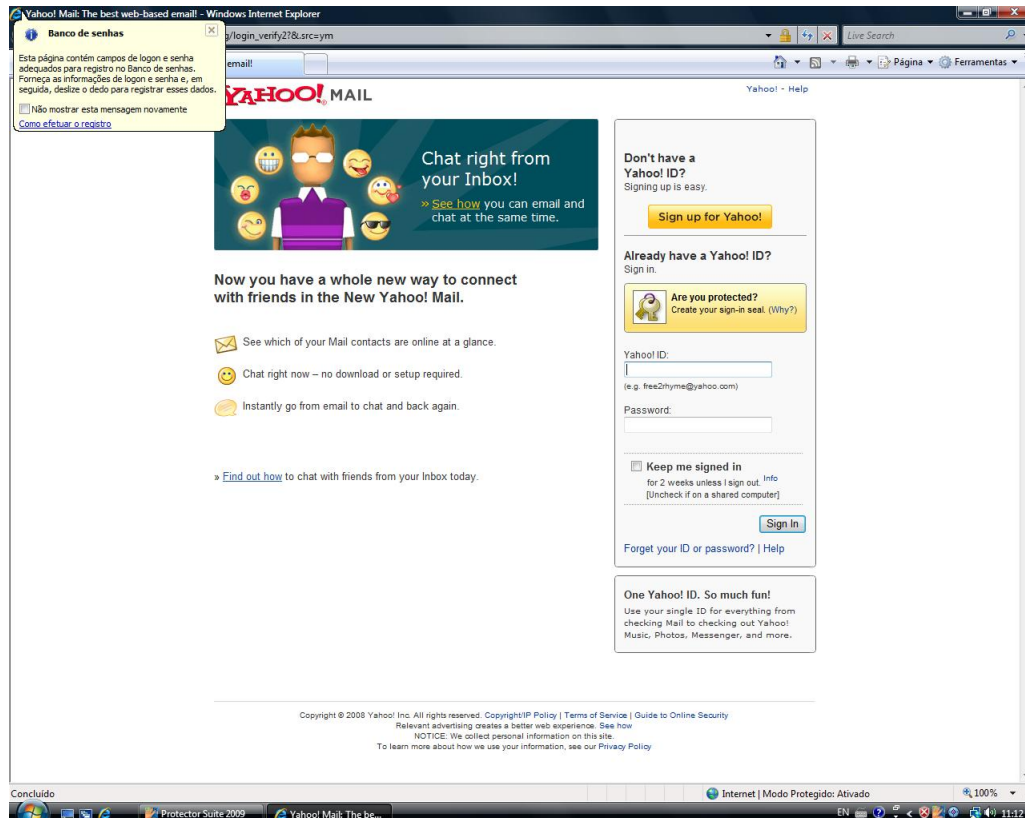 Yahoo! Mail: The best web-based email! - Windows Internet Explorer
Banco de senhas
Esta página contém campos de logon e senha
adequados para registro no Banco de senhas.
Forneça as informações de logon e senha e, em
seguida, deslize o dedo para registrar esses dados.
Não mostrar esta mensagem novamente
Como efetuar o registro
g/login_verify2?&.src=ym
Live Search
email!
Página
Ferramentas
YAHOO! MAIL
Yahoo! - Help
Chat right from
your Inbox!
» See how you can email and
chat at the same time.
Now you have a whole new way to connect
with friends in the New Yahoo! Mail.
See which of your Mail contacts are online at a glance.
Chat right now – no download or setup required.
Instantly go from email to chat and back again.
» Find out how to chat with friends from your Inbox today.
Don't have a
Yahoo! ID?
Signing up is easy.
Sign up for Yahoo!
Already have a Yahoo! ID?
Sign in.
Are you protected?
Create your sign-in seal. (Why?)
Yahoo! ID:
(e.g. free2rhyme@yahoo.com)
Password:
Keep me signed in
for 2 weeks unless I sign out. Info
[Uncheck if on a shared computer]
Sign In
Forget your ID or password? | Help
One Yahoo! ID. So much fun!
Use your single ID for everything from
checking Mail to checking out Yahoo!
Music, Photos, Messenger, and more.
Copyright © 2008 Yahoo! Inc. All rights reserved. Copyright/IP Policy | Terms of Service | Guide to Online Security
Relevant advertising creates a better web experience. See how
NOTICE: We collect personal information on this site.
To learn more about how we use your information, see our Privacy Policy
Concluído
Internet | Modo Protegido: Ativado
100%
Protector Suite 2009
Yahoo! Mail: The be...
EN
11:12